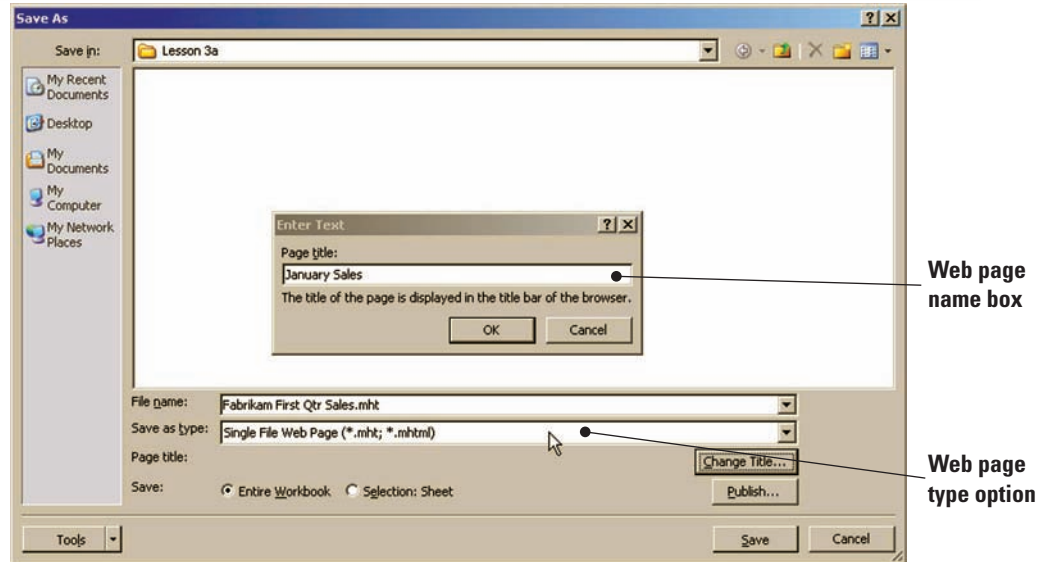 Save As
Save in:
Lesson 3a
My Recent
Documents
Desktop
My
Documents
My
Computer
My Network
Places
Enter Text
Page title:
January Sales
The title of the page is displayed in the title bar of the browser.
OK
Cancel
Web page
name box
File name:
Fabrikam First Qtr Sales.mht
Save as type:
Single File Web Page (*.mht; *.mhtml)
Page title:
Change Title...
Save:
Entire Workbook
Selection: Sheet
Publish...
Web page
type option
Tools
Save
Cancel